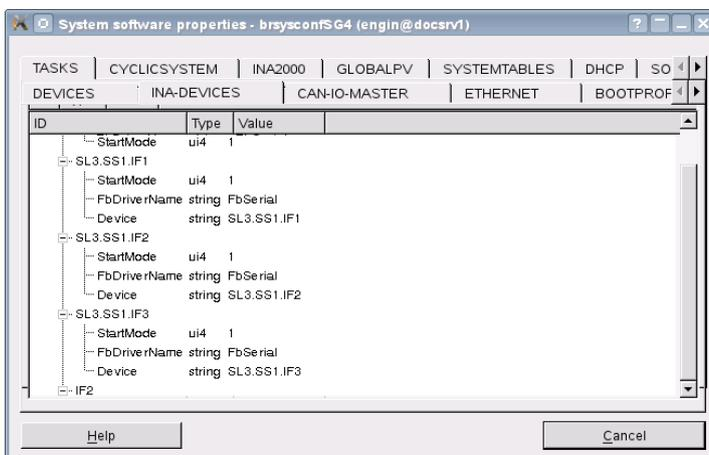 System software properties - brsysconfSG4 (engin@docsrv1)
TASKS CYCLICSYSTEM INA2000 GLOBALPV SYSTEMTABLES DHCP SO
DEVICES INA-DEVICES CAN-IO-MASTER ETHERNET BOOTPROF
ID Type Value
StartMode ui4 1
SL3.SS1.IF1
StartMode ui4 1
FbDriverName string FbSerial
Device string SL3.SS1.IF1
SL3.SS1.IF2
StartMode ui4 1
FbDriverName string FbSerial
Device string SL3.SS1.IF2
SL3.SS1.IF3
StartMode ui4 1
FbDriverName string FbSerial
Device string SL3.SS1.IF3
IF2
Help Cancel